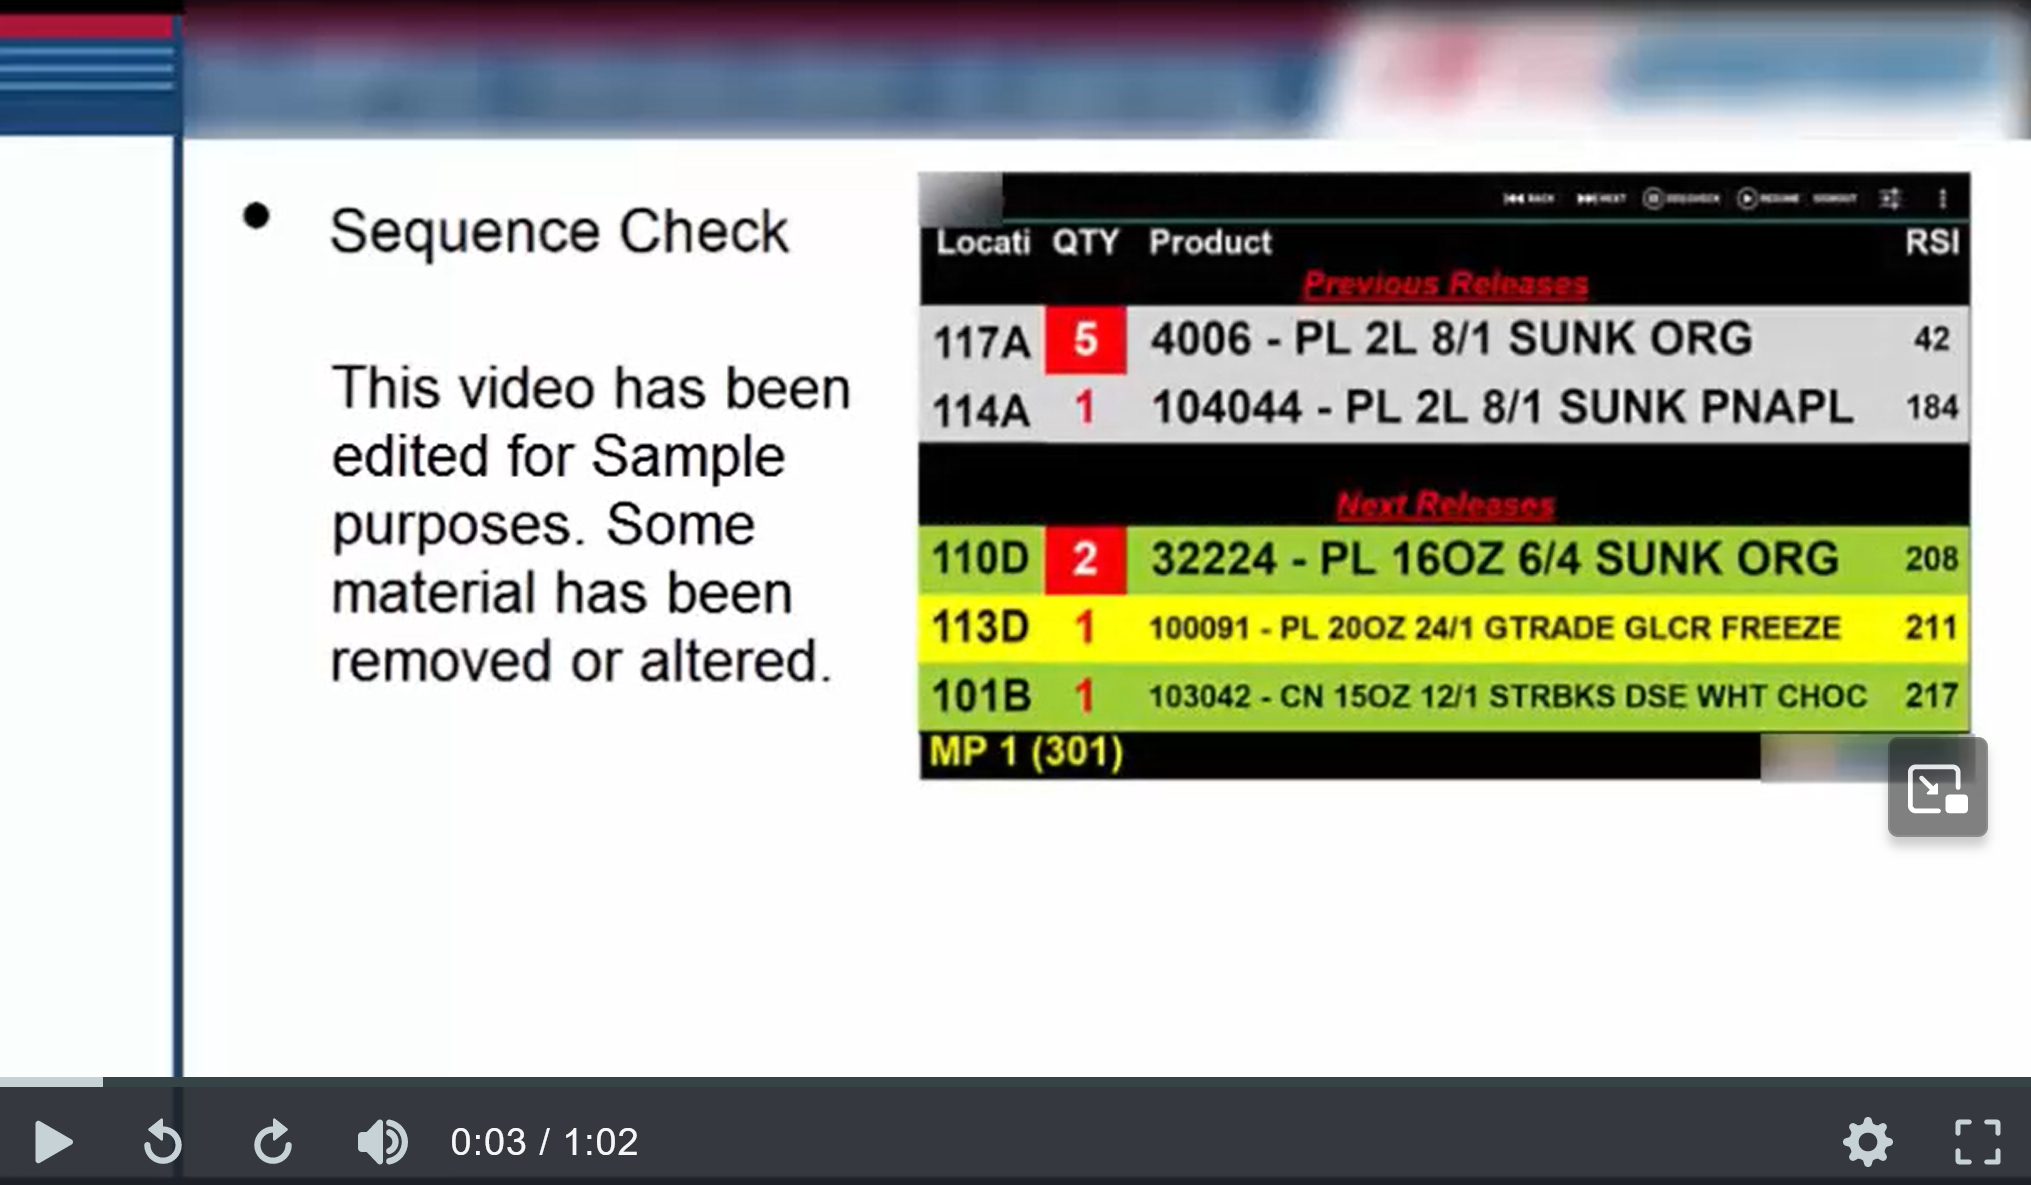 Sequence Check
This video has been
edited for Sample
purposes. Some
material has been
removed or altered.
BACK NEXT RESUME SIGNOUT
Locati QTY Product RSI
Previous Releases
117A 5 4006 - PL 2L 8/1 SUNK ORG 42
114A 1 104044 - PL 2L 8/1 SUNK PNAPL 184
Next Releases
110D 2 32224 - PL 16OZ 6/4 SUNK ORG 208
113D 1 100091 - PL 20OZ 24/1 GTRADE GLCR FREEZE 211
101B 1 103042 - CN 15OZ 12/1 STRBKS DSE WHT CHOC 217
MP 1 (301)
0:03 / 1:02